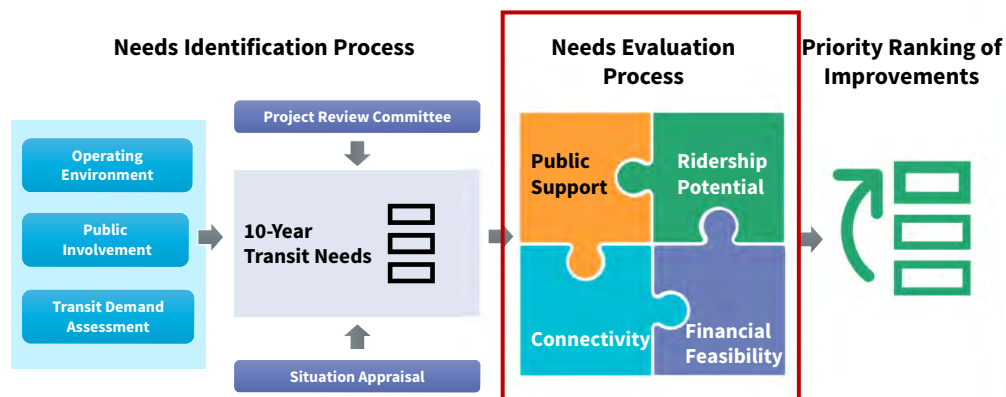 Needs Identification Process
Needs Evaluation
Process
Priority Ranking of
Improvements
Project Review Committee
Operating
Environment
Public
Involvement
Transit Demand
Assessment
10-Year
Transit Needs
Situation Appraisal
Public
Support
Ridership
Potential
Connectivity
Financial
Feasibility